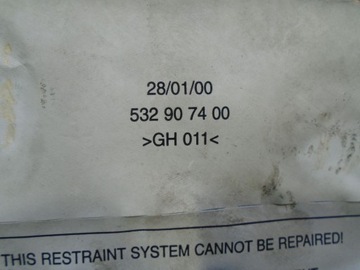 28/01/00
532 90 74 00
>GH 011<
THIS RESTRAINT SYSTEM CANNOT BE REPAIRED!